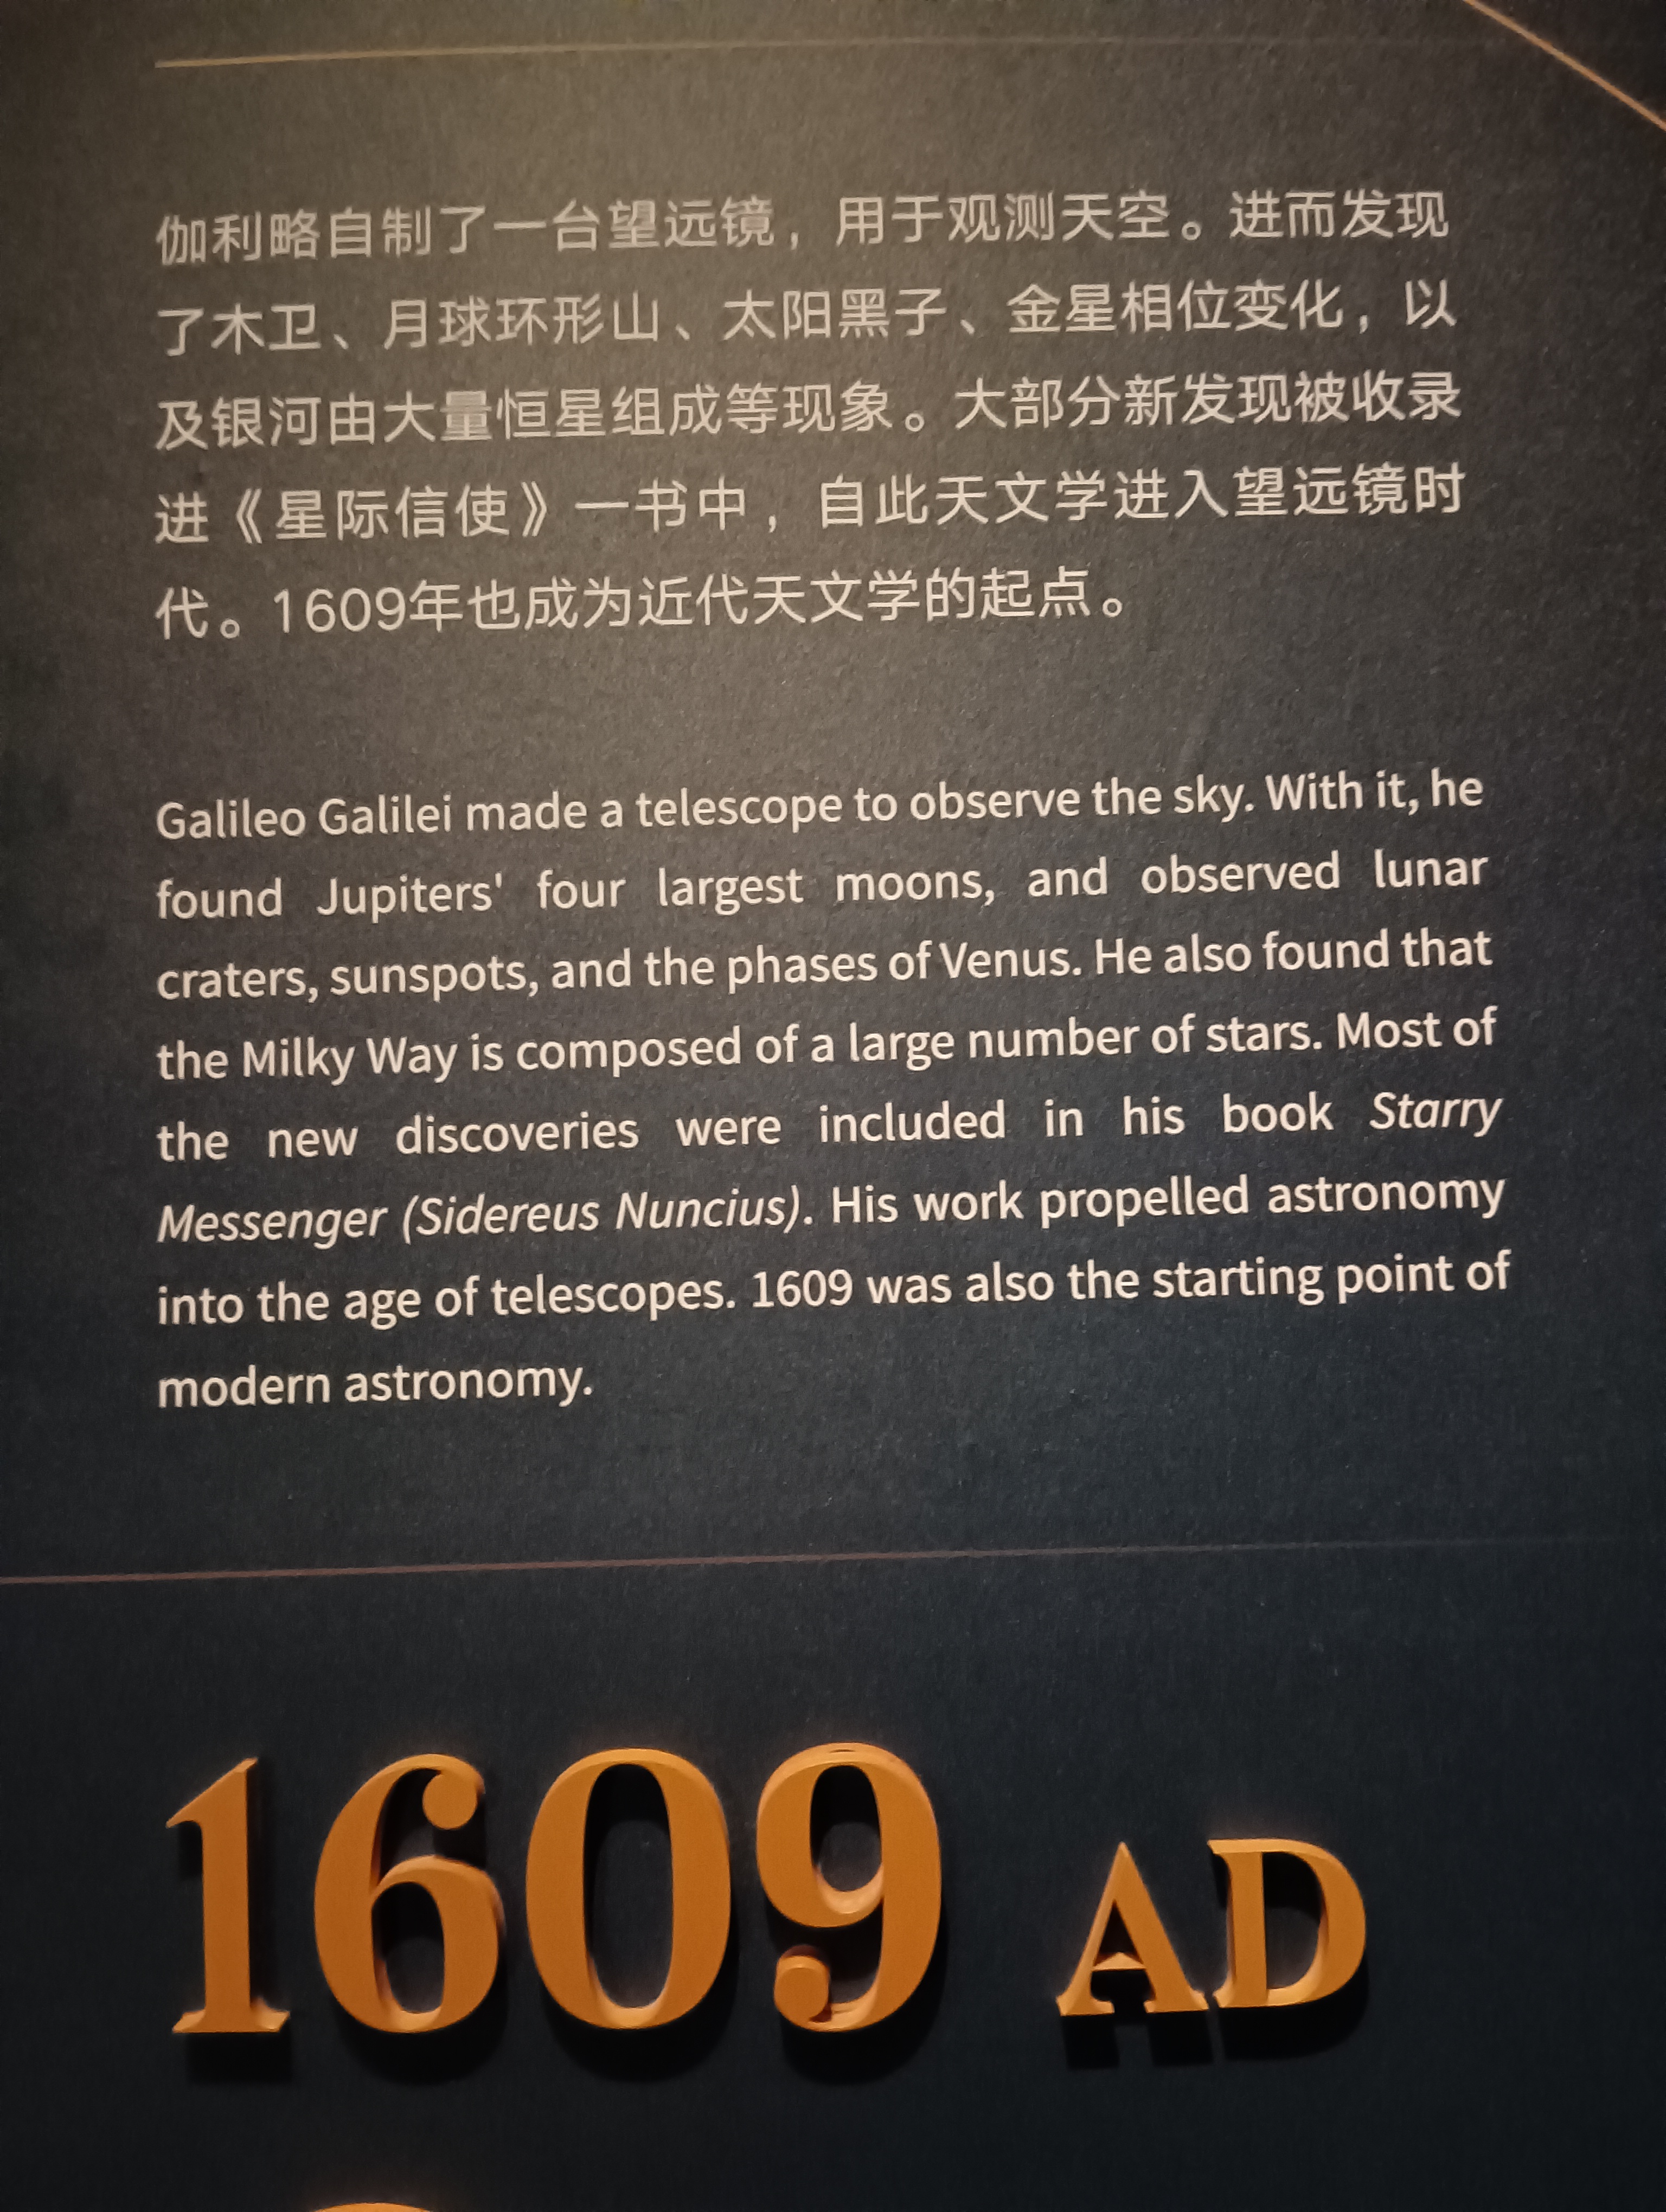 伽利略自制了一台望远镜，用于观测天空。进而发现
了木卫、月球环形山、太阳黑子、金星相位变化，以
及银河由大量恒星组成等现象。大部分新发现被收录
进《星际信使》一书中，自此天文学进入望远镜时
代。1609年也成为近代天文学的起点。
Galileo Galilei made a telescope to observe the sky. With it, he
found Jupiters' four largest moons, and observed lunar
craters, sunspots, and the phases of Venus. He also found that
the Milky Way is composed of a large number of stars. Most of
the new discoveries were included in his book Starry
Messenger (Sidereus Nuncius). His work propelled astronomy
into the age of telescopes. 1609 was also the starting point of
modern astronomy.
1609 AD